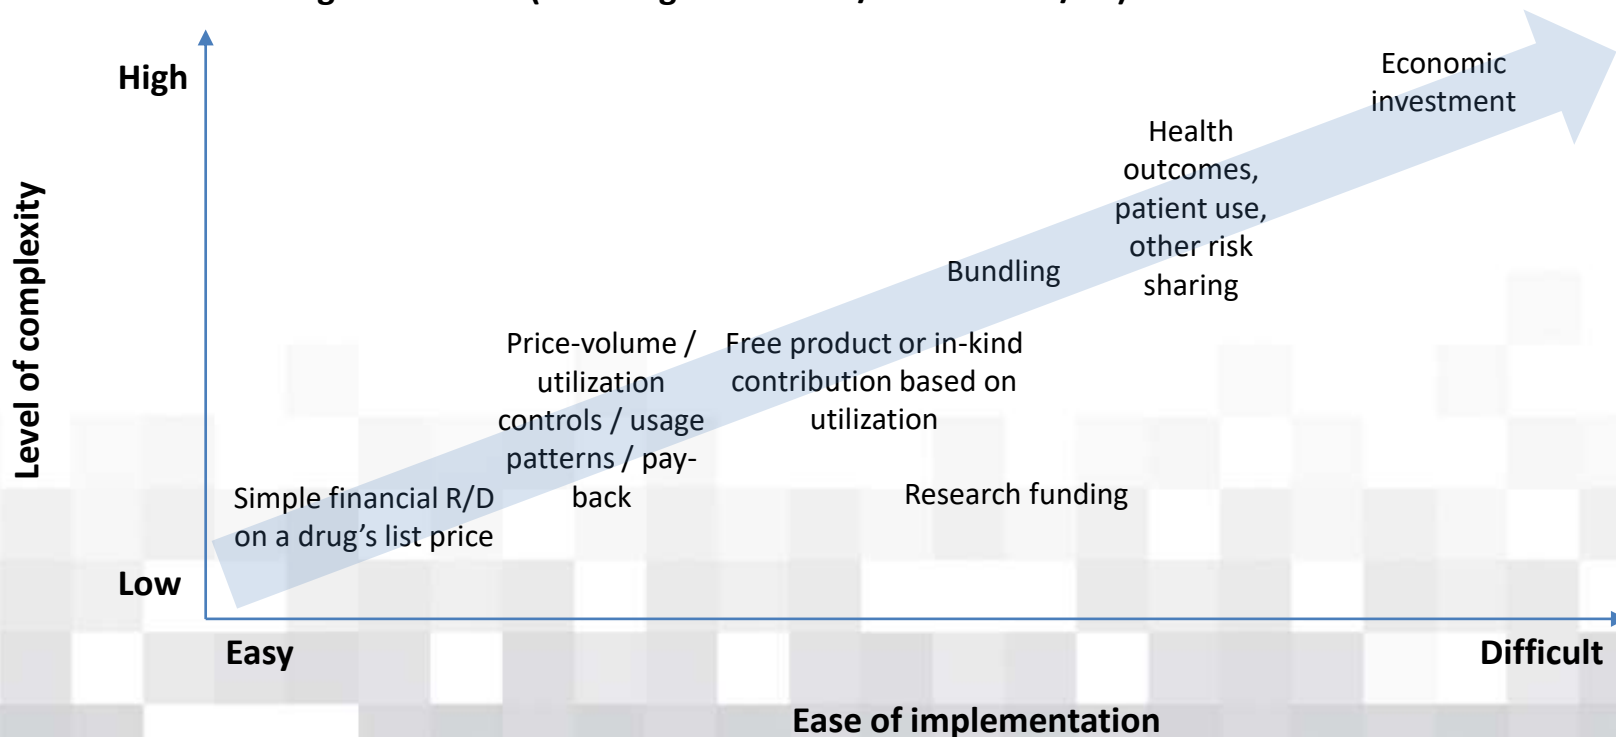 High
Economic
investment
Health
outcomes,
patient use,
other risk
sharing
Bundling
Level of complexity
Price-volume /
utilization
controls / usage
patterns / pay-
back
Free product or in-kind
contribution based on
utilization
Simple financial R/D
on a drug’s list price
Research funding
Low
Easy
Difficult
Ease of implementation